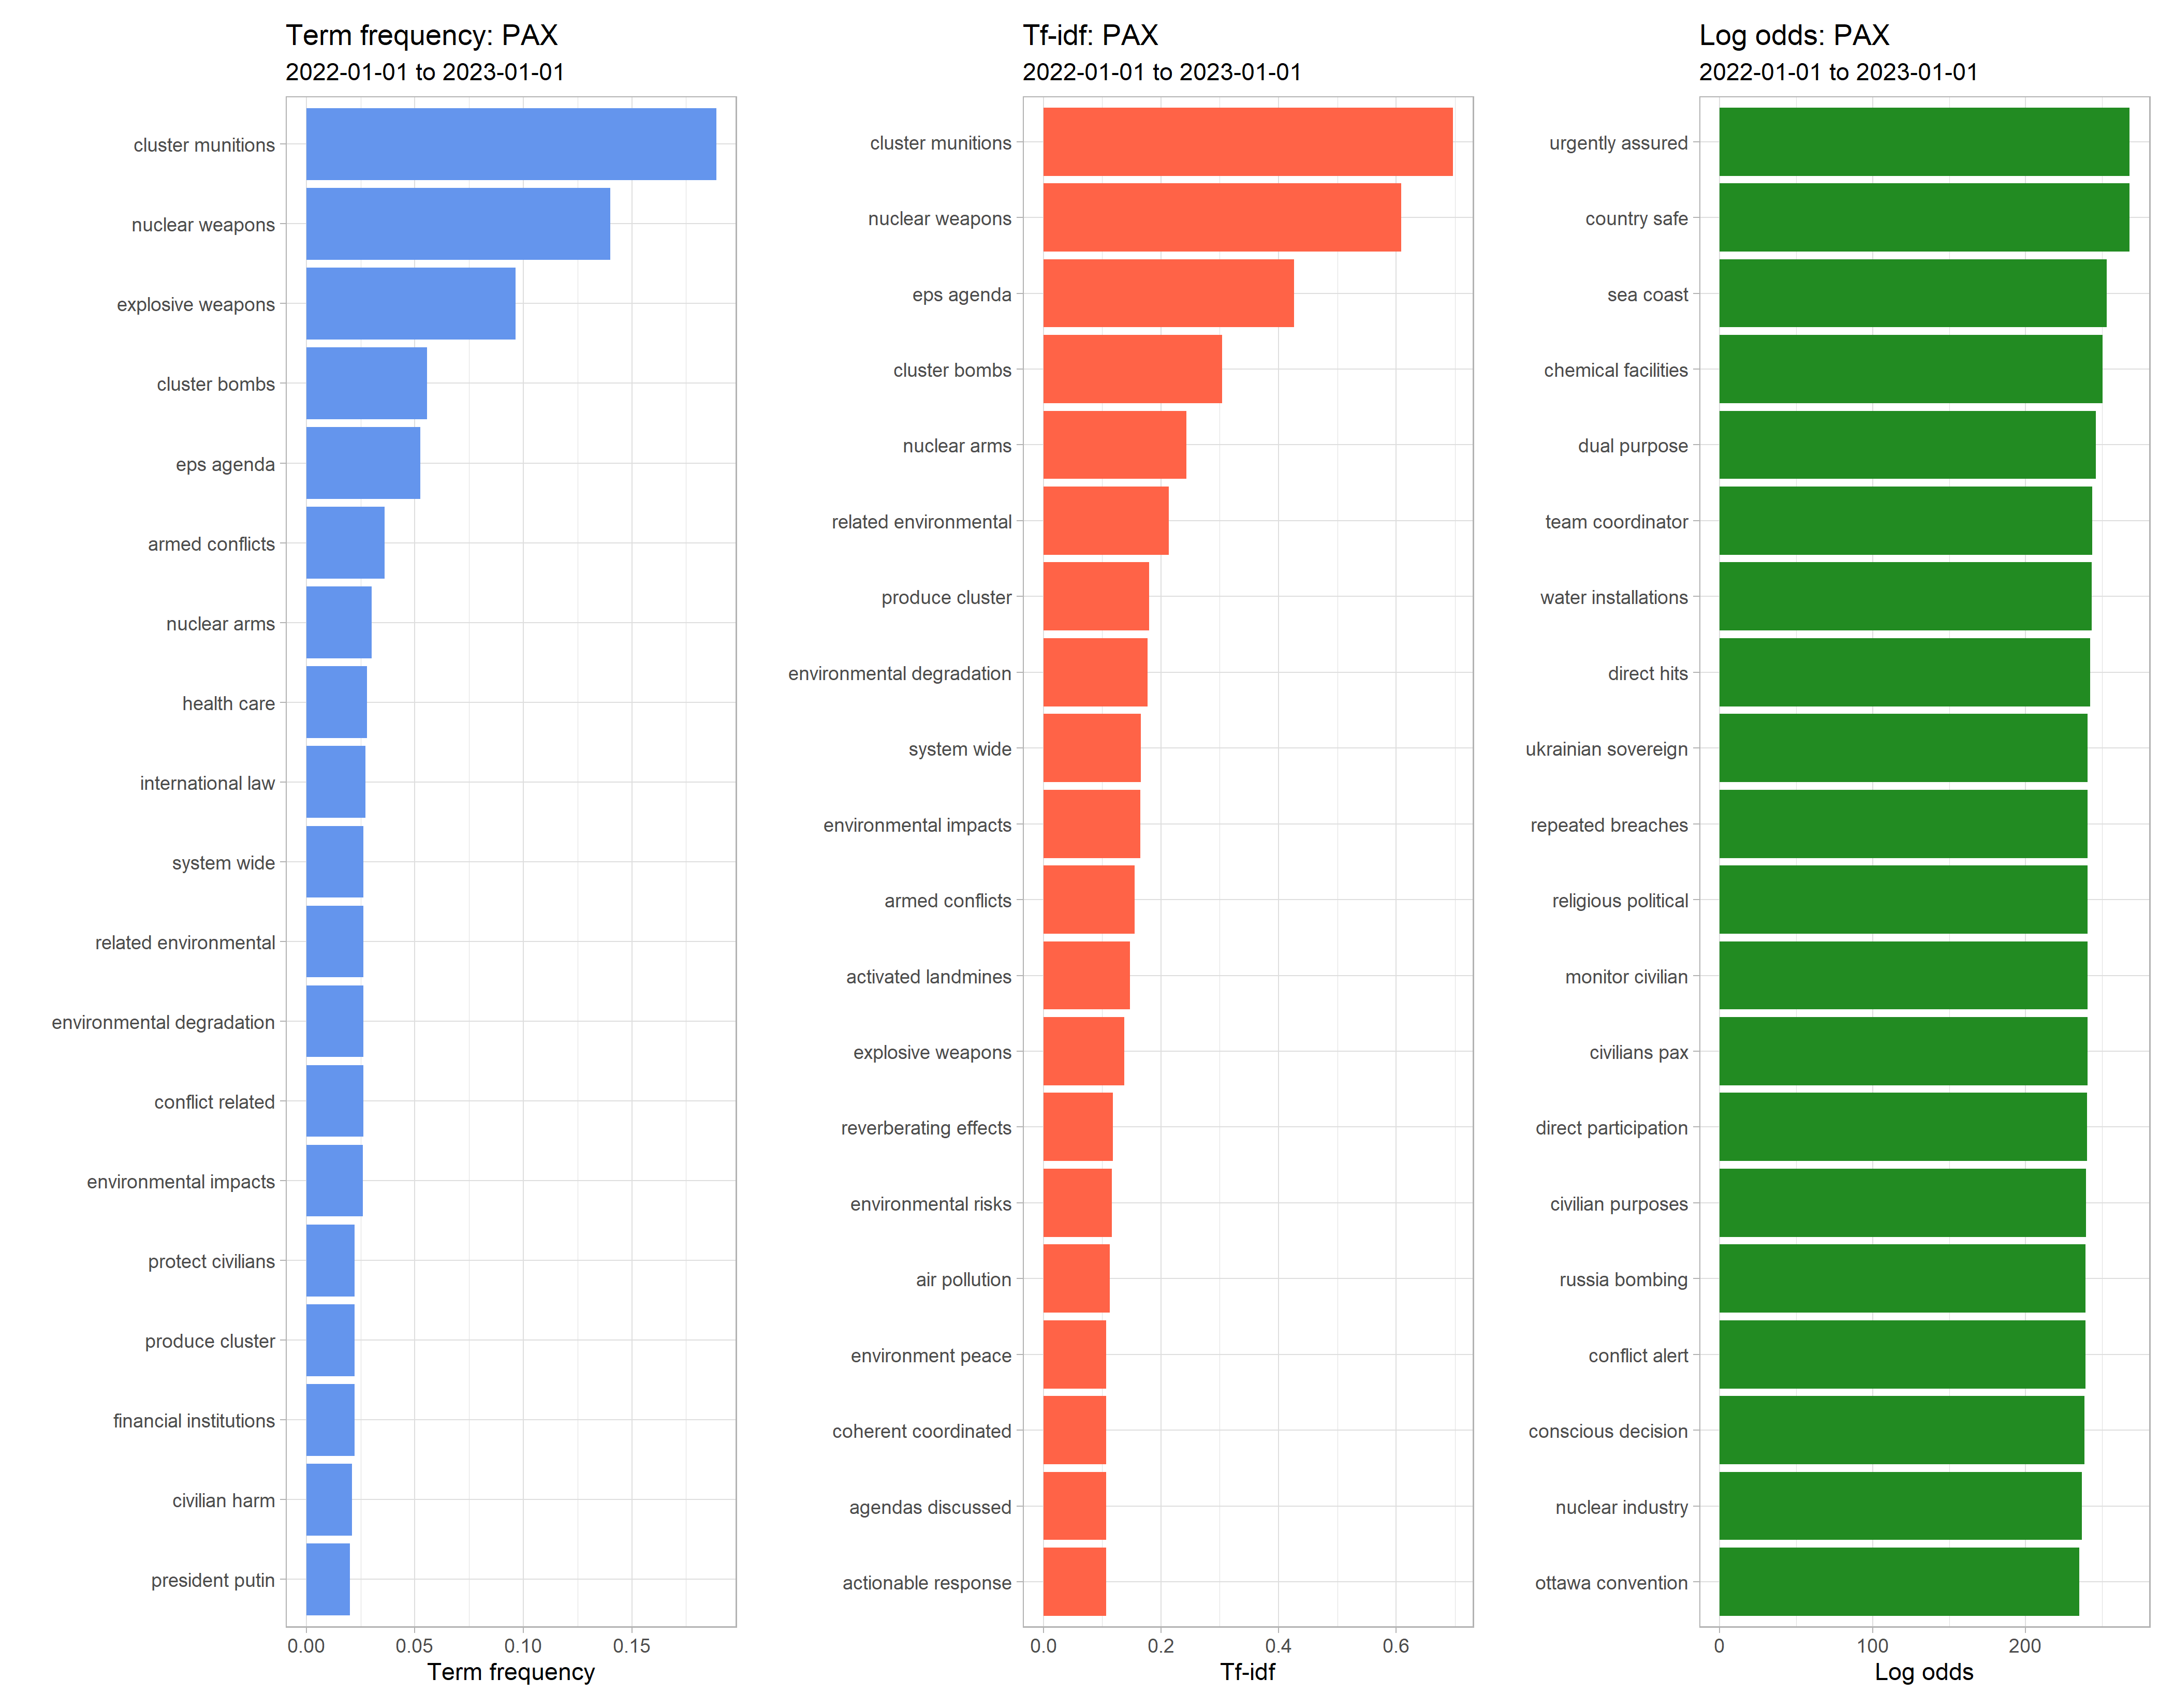 Term frequency: PAX
2022-01-01 to 2023-01-01
cluster munitions
nuclear weapons
explosive weapons
cluster bombs
eps agenda
armed conflicts
nuclear arms
health care
international law
system wide
related environmental
environmental degradation
conflict related
environmental impacts
protect civilians
produce cluster
financial institutions
civilian harm
president putin
0.00 0.05 0.10 0.15
Term frequency
Tf-idf: PAX
2022-01-01 to 2023-01-01
cluster munitions
nuclear weapons
eps agenda
cluster bombs
nuclear arms
related environmental
produce cluster
environmental degradation
system wide
environmental impacts
armed conflicts
activated landmines
explosive weapons
reverberating effects
environmental risks
air pollution
environment peace
coherent coordinated
agendas discussed
actionable response
0.0 0.2 0.4 0.6
Tf-idf
Log odds: PAX
2022-01-01 to 2023-01-01
urgently assured
country safe
sea coast
chemical facilities
dual purpose
team coordinator
water installations
direct hits
ukrainian sovereign
repeated breaches
religious political
monitor civilian
civilians pax
direct participation
civilian purposes
russia bombing
conflict alert
conscious decision
nuclear industry
ottawa convention
0 100 200
Log odds